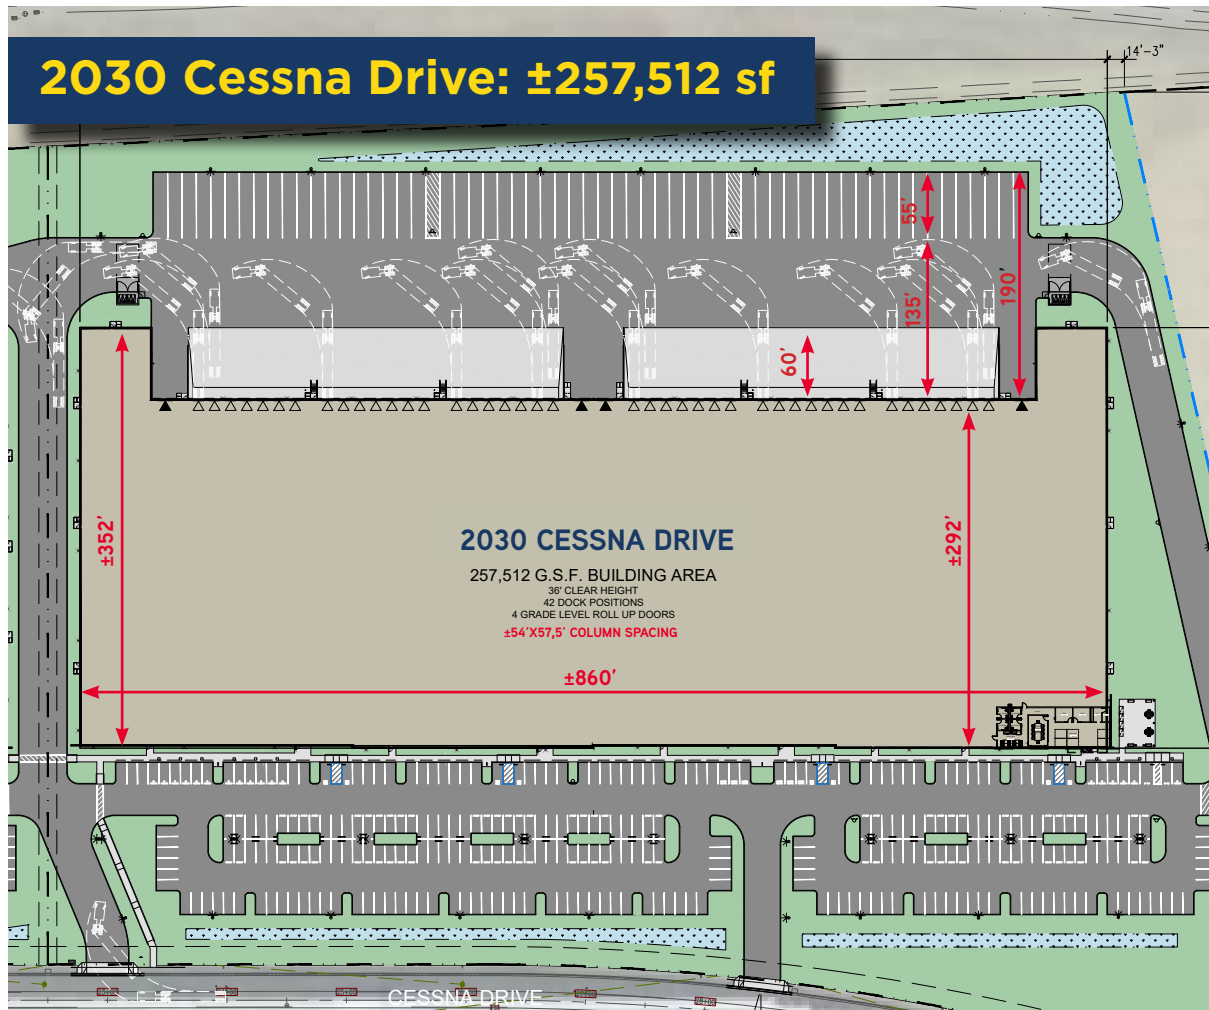 14'-3"
2030 Cessna Drive: ±257,512 sf
55'
190'
135'
60'
±352'
±292'
2030 CESSNA DRIVE
257,512 G.S.F. BUILDING AREA
36' CLEAR HEIGHT
42 DOCK POSITIONS
4 GRADE LEVEL ROLL UP DOORS
±54'X57,5' COLUMN SPACING
±860'
CESSNA DRIVE